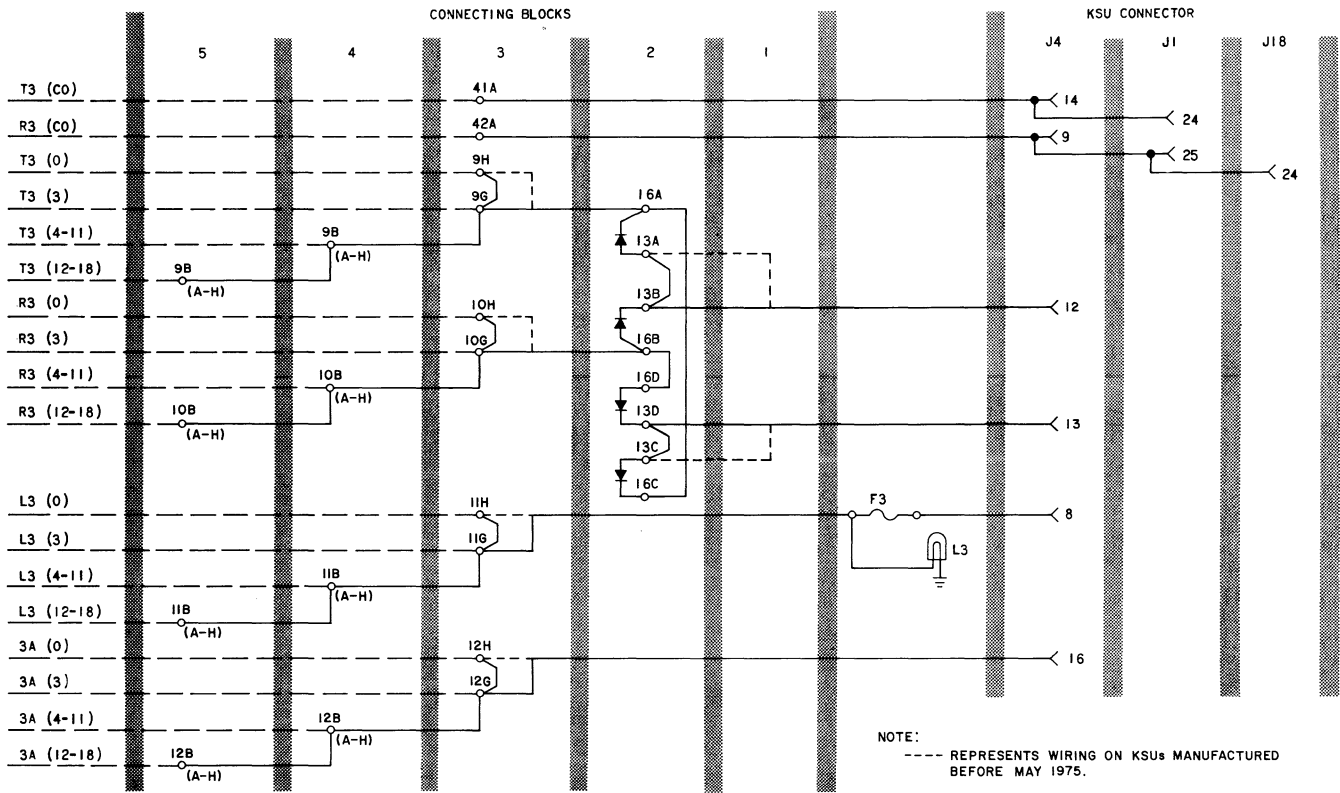 CONNECTING BLOCKS
KSU CONNECTOR
5 4 3 2 1 J4 J1 J18
T3 (CO) 41A 14
24
R3 (CO) 42A 9
25
24
T3 (0) 9H
T3 (3) 9G 16A
T3 (4-11) 9B 13A
(A-H)
T3 (12-18) 9B
(A-H)
13B 12
R3 (0) 10H
R3 (3) 10G 16B
R3 (4-11) 10B 16D
(A-H)
R3 (12-18) 10B 13D 13
(A-H)
13C
16C
L3 (0) 11H F3 8
L3 (3) 11G L3
L3 (4-11) 11B
(A-H)
L3 (12-18) 11B
(A-H)
3A (0) 12H 16
3A (3) 12G
3A (4-11) 12B
(A-H)
3A (12-18) 12B
(A-H)
NOTE:
---- REPRESENTS WIRING ON KSUs MANUFACTURED
BEFORE MAY 1975.